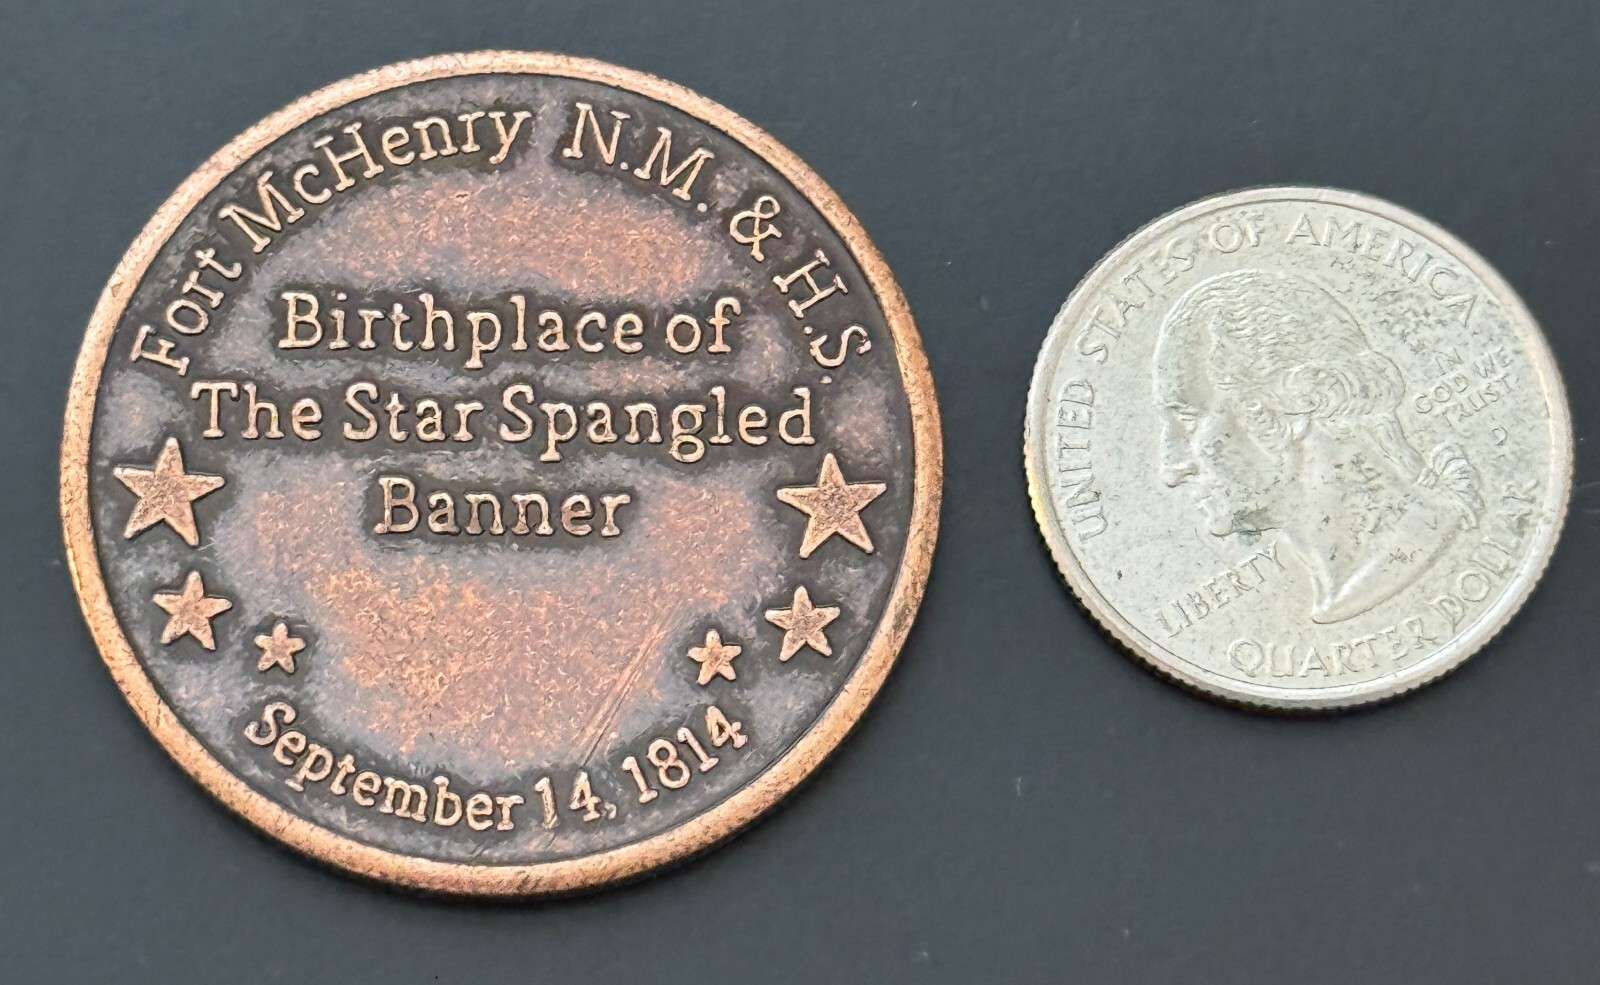 Fort McHenry N.M. & H.S.
Birthplace of
The Star Spangled
Banner
September 14, 1814
UNITED STATES OF AMERICA
IN
GOD WE
TRUST
D
LIBERTY
QUARTER DOLLAR